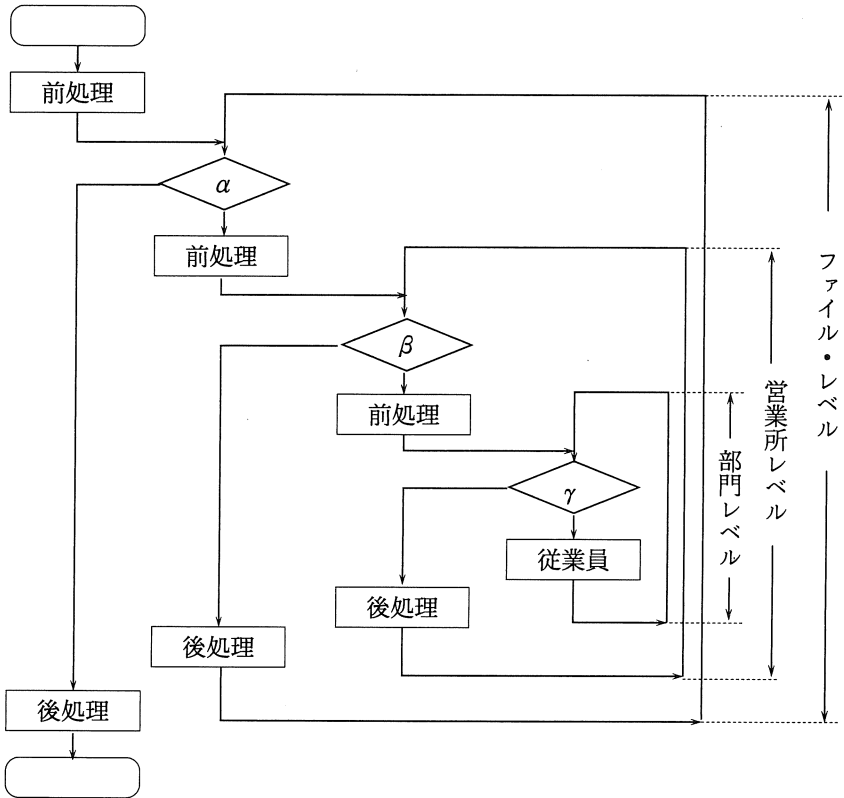 前処理
α
前処理
β
前処理
γ
従業員
後処理
後処理
後処理
部門レベル
営業所レベル
ファイル・レベル